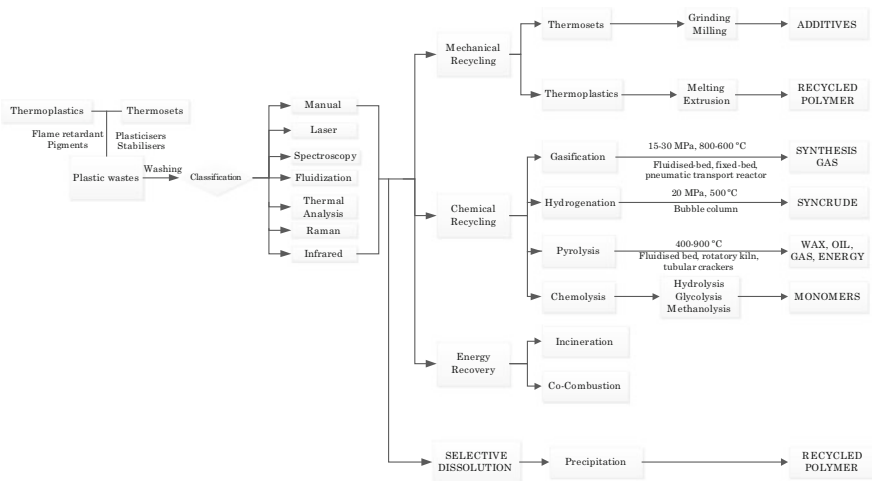 Thermoplastics
Thermosets
Flame retardant
Pigments
Plasticisers
Stabilisers
Plastic wastes
Washing
Classification
Manual
Laser
Spectroscopy
Fluidization
Thermal
Analysis
Raman
Infrared
Mechanical
Recycling
Thermosets
Grinding
Milling
ADDITIVES
Thermoplastics
Melting
Extrusion
RECYCLED
POLYMER
Chemical
Recycling
Gasification
15-30 MPa, 800-600 ºC
Fluidised-bed, fixed-bed,
pneumatic transport reactor
SYNTHESIS
GAS
Hydrogenation
20 MPa, 500 ºC
Bubble column
SYNCRUDE
Pyrolysis
400-900 ºC
Fluidised bed, rotatory kiln,
tubular crackers
WAX, OIL,
GAS, ENERGY
Chemolysis
Hydrolysis
Glycolysis
Methanolysis
MONOMERS
Energy
Recovery
Incineration
Co-Combustion
SELECTIVE
DISSOLUTION
Precipitation
RECYCLED
POLYMER